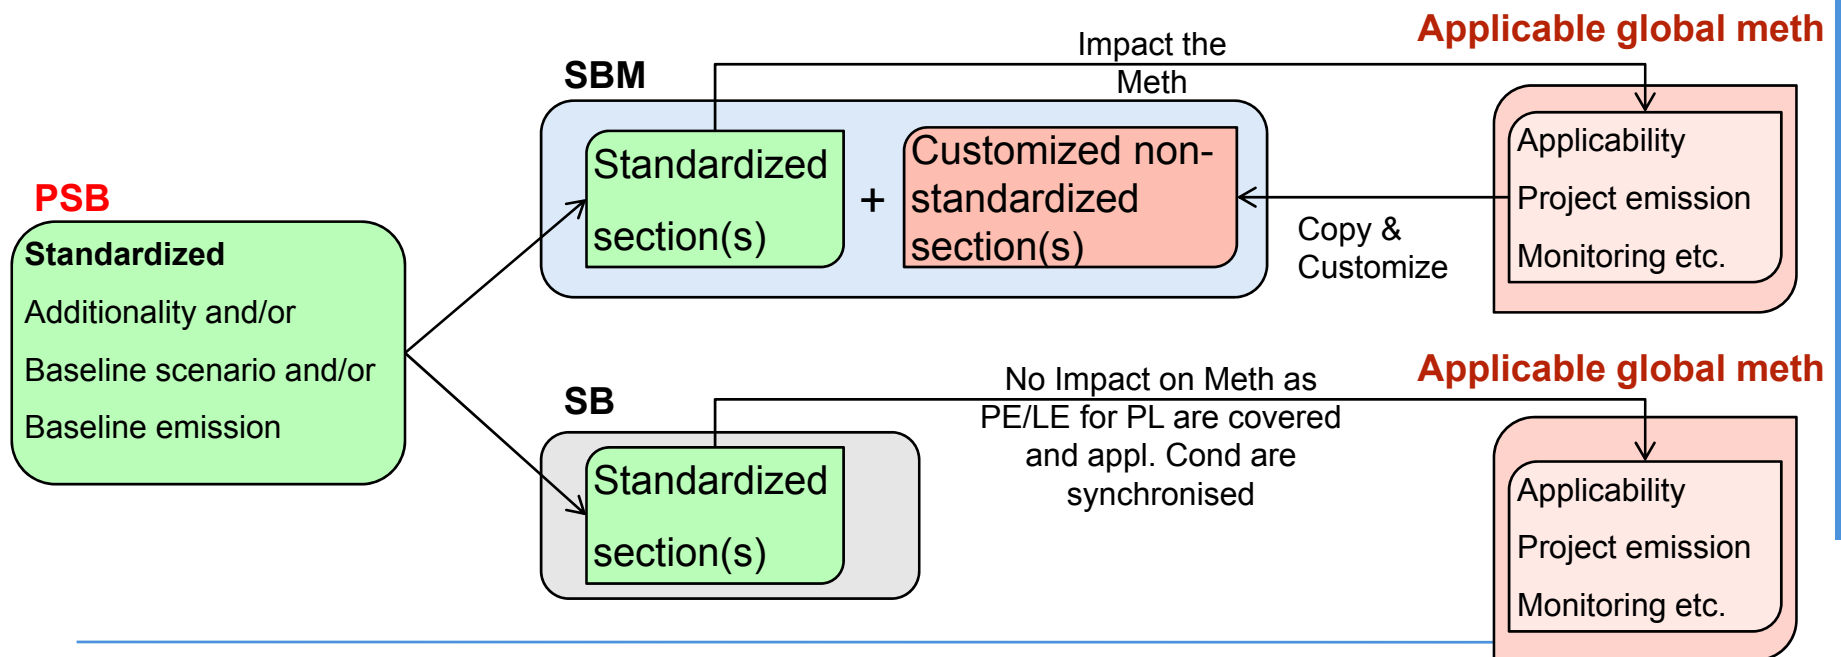 PSB
Standardized
Additionality and/or
Baseline scenario and/or
Baseline emission
SBM
Standardized
section(s)
+
Customized non-
standardized
section(s)
Impact the
Meth
Applicable global meth
Applicability
Project emission
Monitoring etc.
Copy &
Customize
SB
Standardized
section(s)
No Impact on Meth as
PE/LE for PL are covered
and appl. Cond are
synchronised
Applicable global meth
Applicability
Project emission
Monitoring etc.